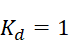 K_d = 1